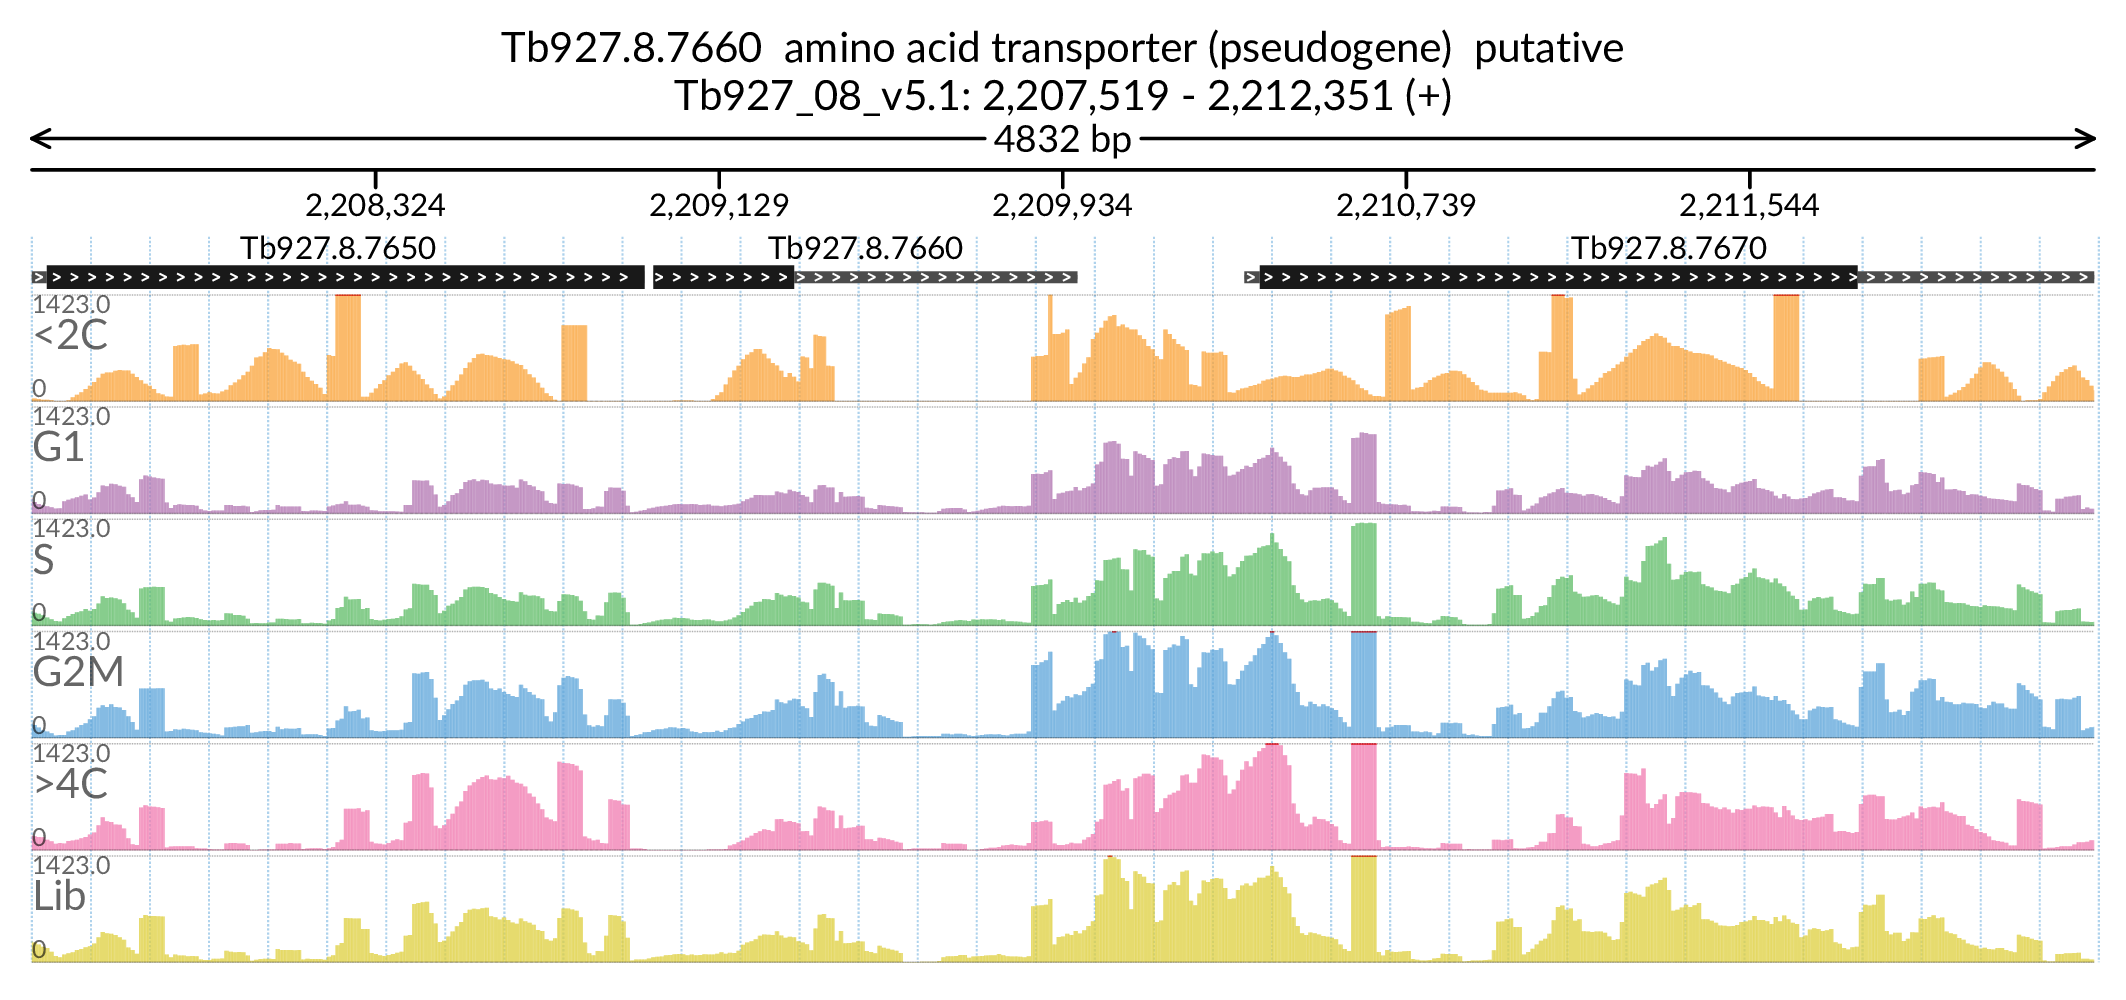 Tb927.8.7660  amino acid transporter (pseudogene)  putative
Tb927_08_v5.1: 2,207,519 - 2,212,351 (+)
4832 bp
2,208,324 2,209,129 2,209,934 2,210,739 2,211,544
Tb927.8.7650 Tb927.8.7660 Tb927.8.7670
1423.0
<2C
0
1423.0
G1
0
1423.0
S
0
1423.0
G2M
0
1423.0
>4C
0
1423.0
Lib
0